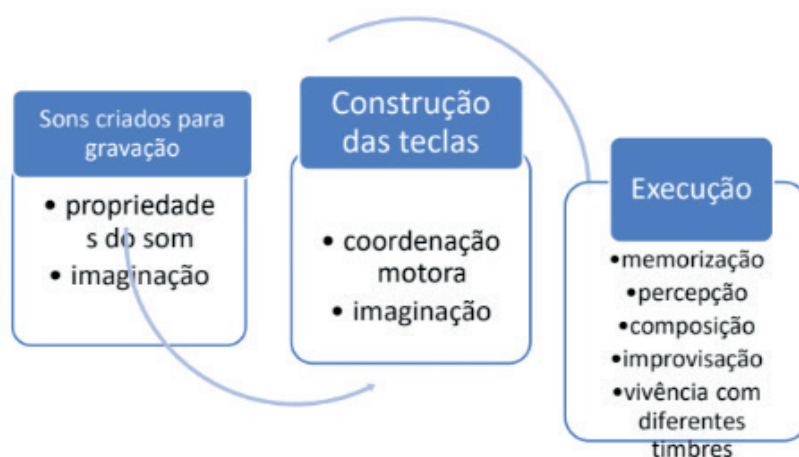 Sons criados para
gravação
• propriedade
s do som
• imaginação
Construção
das teclas
• coordenação
motora
• imaginação
Execução
•memorização
•percepção
•composição
•improvisação
•vivência com
diferentes
timbres